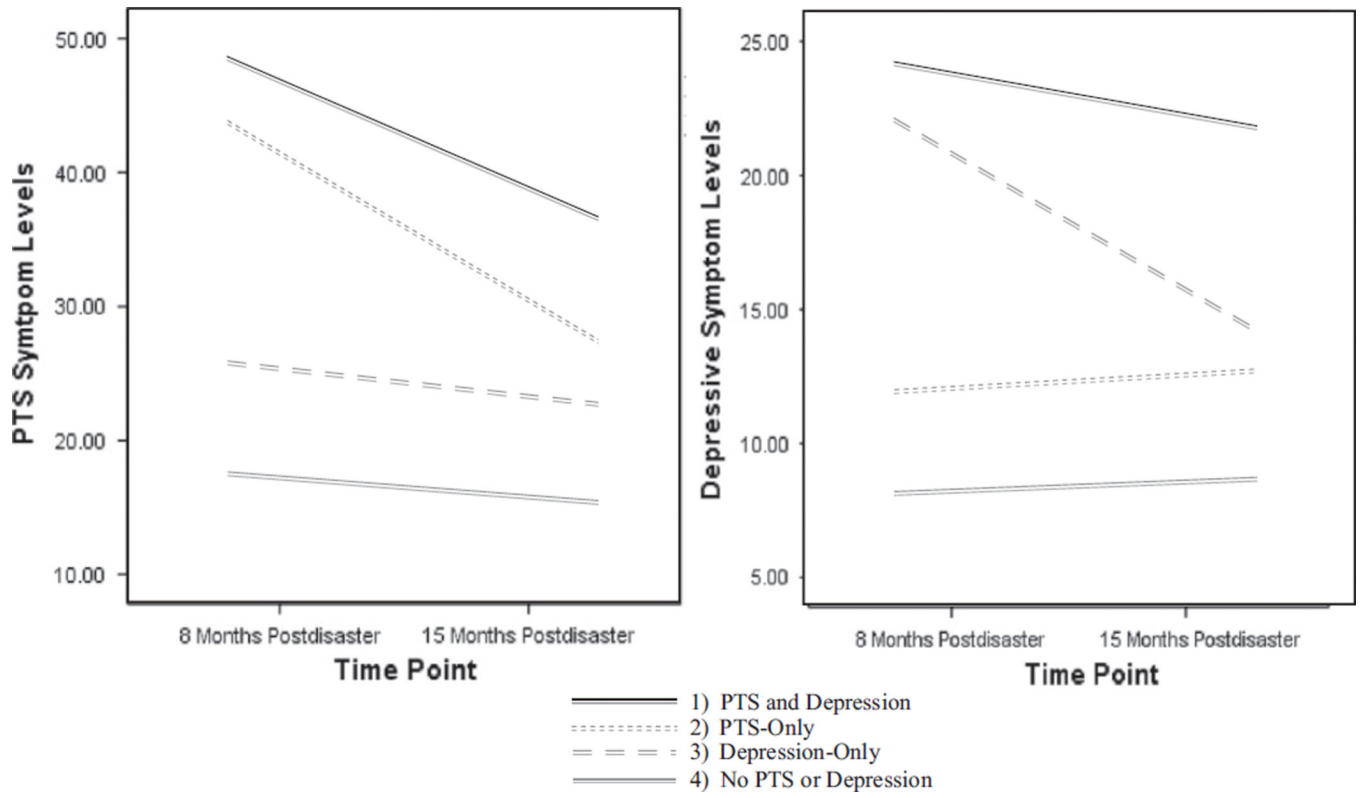 PTS Symtpom Levels
50.00
40.00
30.00
20.00
10.00
8 Months Postdisaster
15 Months Postdisaster
Time Point
Depressive Symptom Levels
25.00
20.00
15.00
10.00
5.00
8 Months Postdisaster
15 Months Postdisaster
Time Point
1) PTS and Depression
2) PTS-Only
3) Depression-Only
4) No PTS or Depression